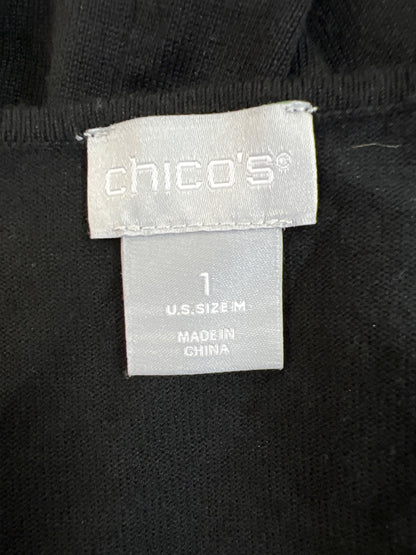 chico's®
1
U.S. SIZE M
MADE IN
CHINA